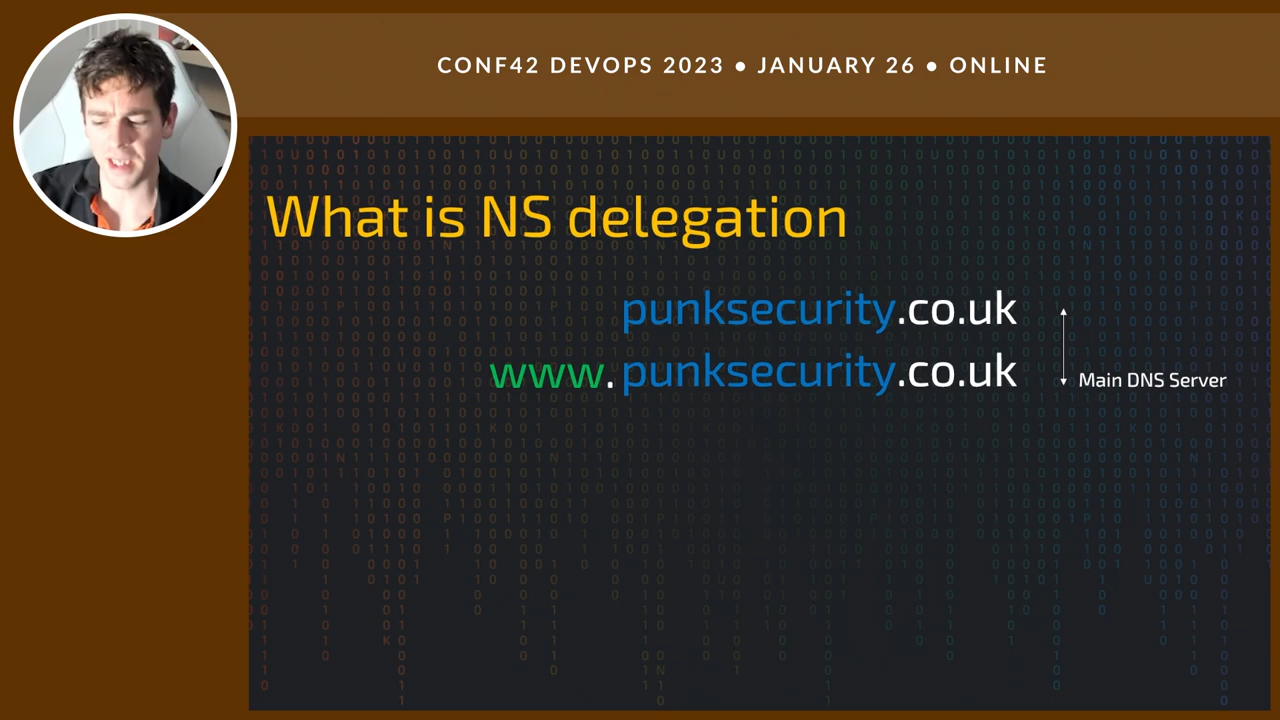 CONF42 DEVOPS 2023 ● JANUARY 26 ● ONLINE
What is NS delegation
punksecurity.co.uk
www.punksecurity.co.uk
Main DNS Server